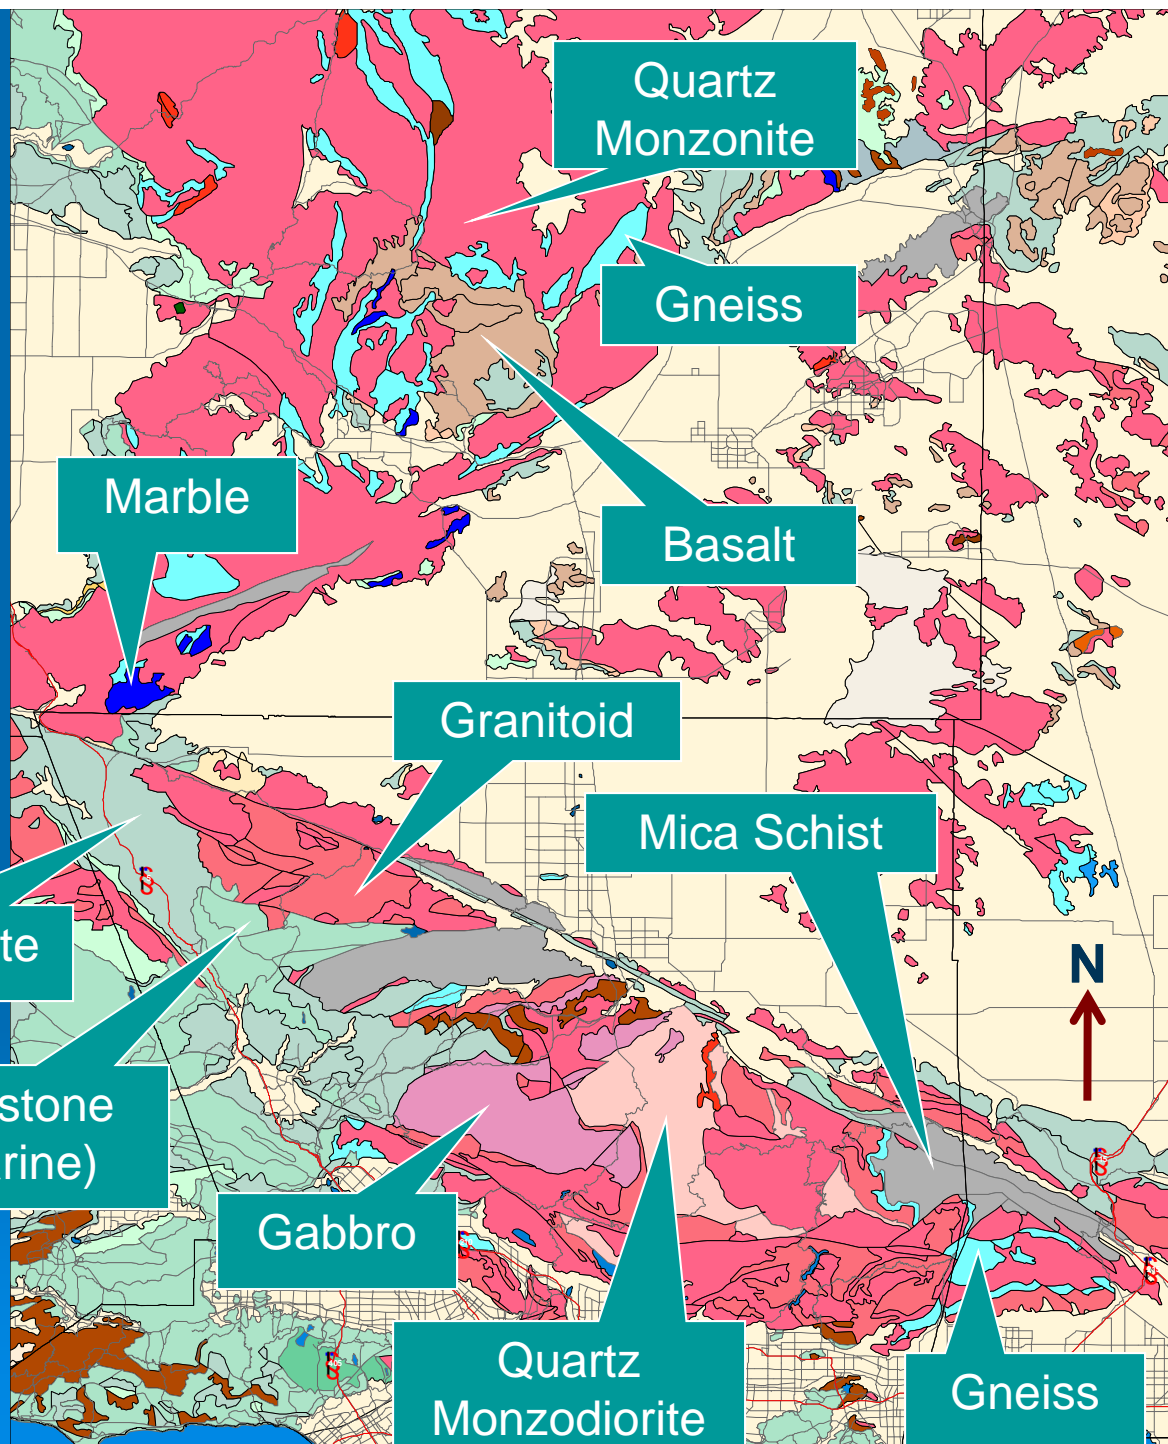 Quartz
Monzonite
Gneiss
Marble
Basalt
Granitoid
Mica Schist
te
N
stone
rine)
Gabbro
Quartz
Monzodiorite
Gneiss